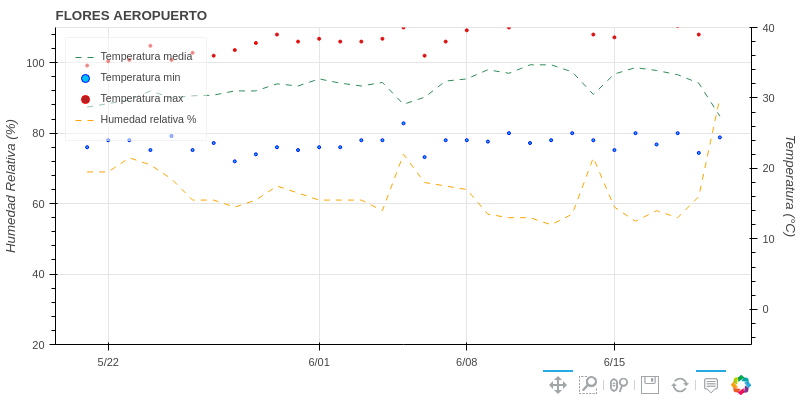 FLORES AEROPUERTO
Temperatura media
Temperatura min
Temperatura max
Humedad relativa %
Humedad Relativa (%)
100
80
60
40
20
Temperatura (°C)
40
30
20
10
0
5/22
6/01
6/08
6/15